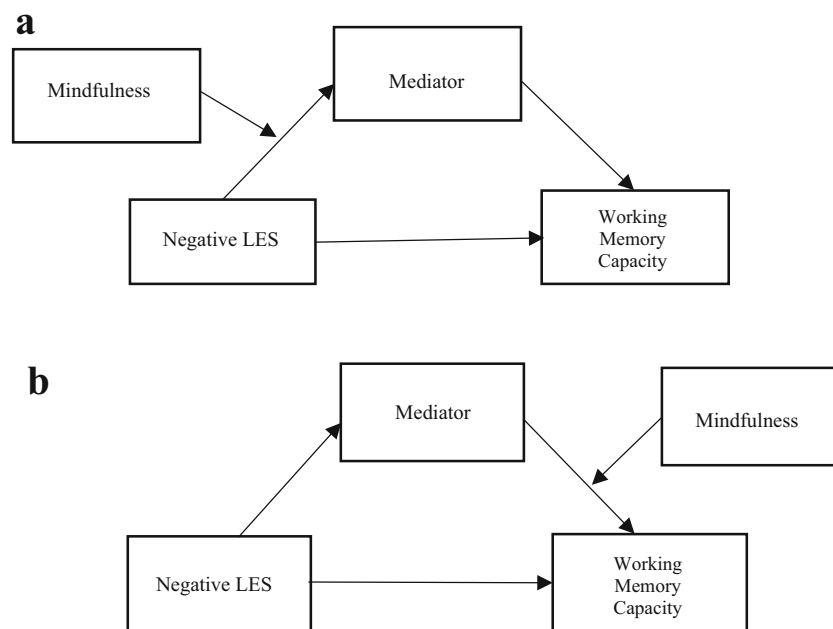 a
Mindfulness
Mediator
Negative LES
Working
Memory
Capacity
b
Mediator
Mindfulness
Negative LES
Working
Memory
Capacity